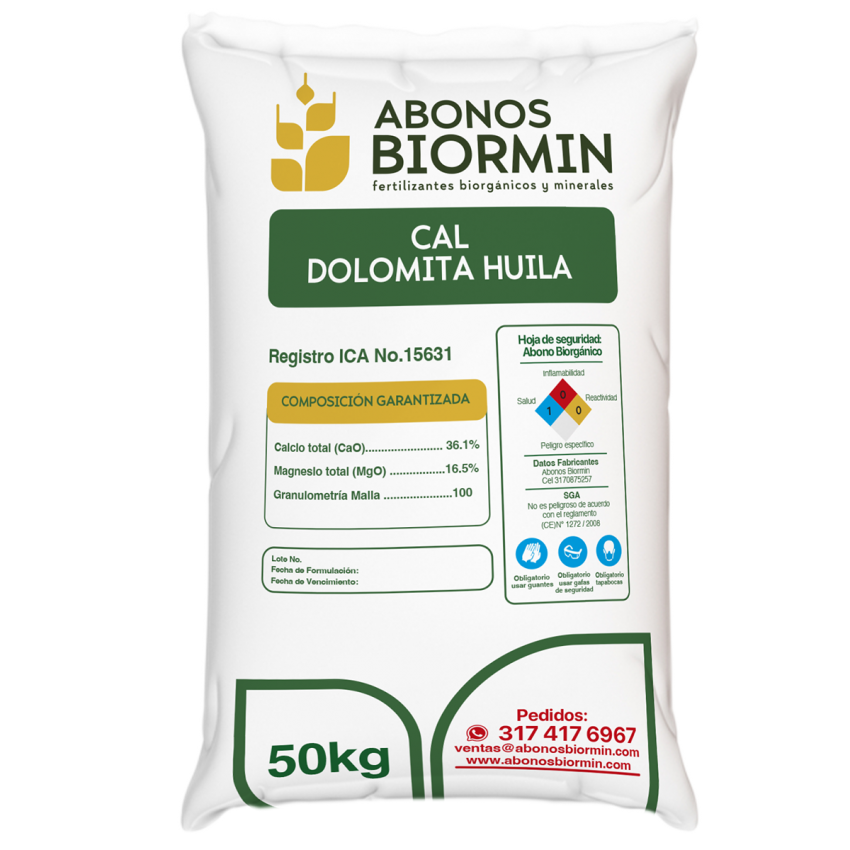 ABONOS
BIORMIN
fertilizantes biorgánicos y minerales
CAL
DOLOMITA HUILA
Registro ICA No.15631
COMPOSICIÓN GARANTIZADA
Calcio total (CaO)........................ 36.1%
Magnesio total (MgO) .................16.5%
Granulometría Malla .....................100
Lote No.
Fecha de Formulación:
Fecha de Vencimiento:
Hoja de seguridad:
Abono Biorgánico
Inflamabilidad
Salud
Reactividad
0
1
0
Peligro específico
Datos Fabricantes
Abonos Biormin
Cel 3170875257
SGA
No es peligroso de acuerdo
con el reglamento
(CE)N° 1272 / 2008
Obligatorio
usar guantes
Obligatorio
usar gafas
de seguridad
Obligatorio
tapabocas
50kg
Pedidos:
317 417 6967
ventas@abonosbiormin.com
www.abonosbiormin.com